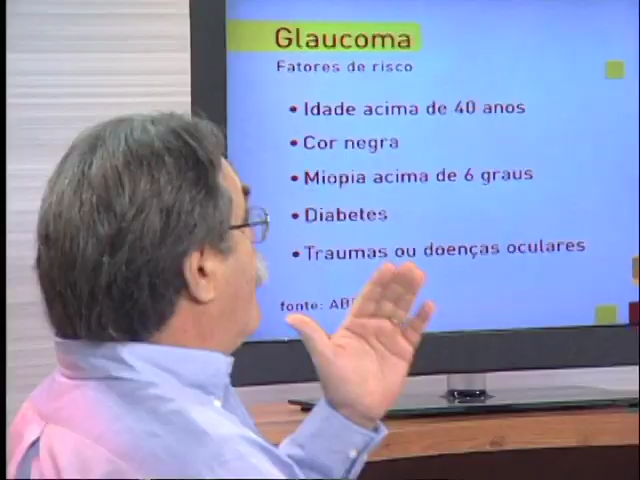 Glaucoma
Fatores de risco
• Idade acima de 40 anos
• Cor negra
• Miopia acima de 6 graus
• Diabetes
• Traumas ou doenças oculares
fonte: